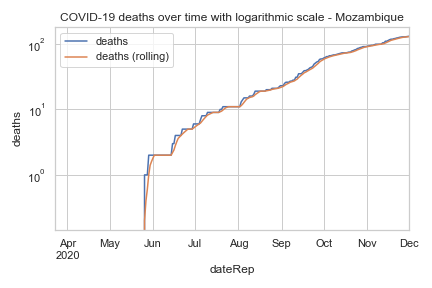 COVID-19 deaths over time with logarithmic scale - Mozambique
deaths
deaths (rolling)
10²
10¹
10⁰
deaths
Apr May Jun Jul Aug Sep Oct Nov Dec
2020
dateRep